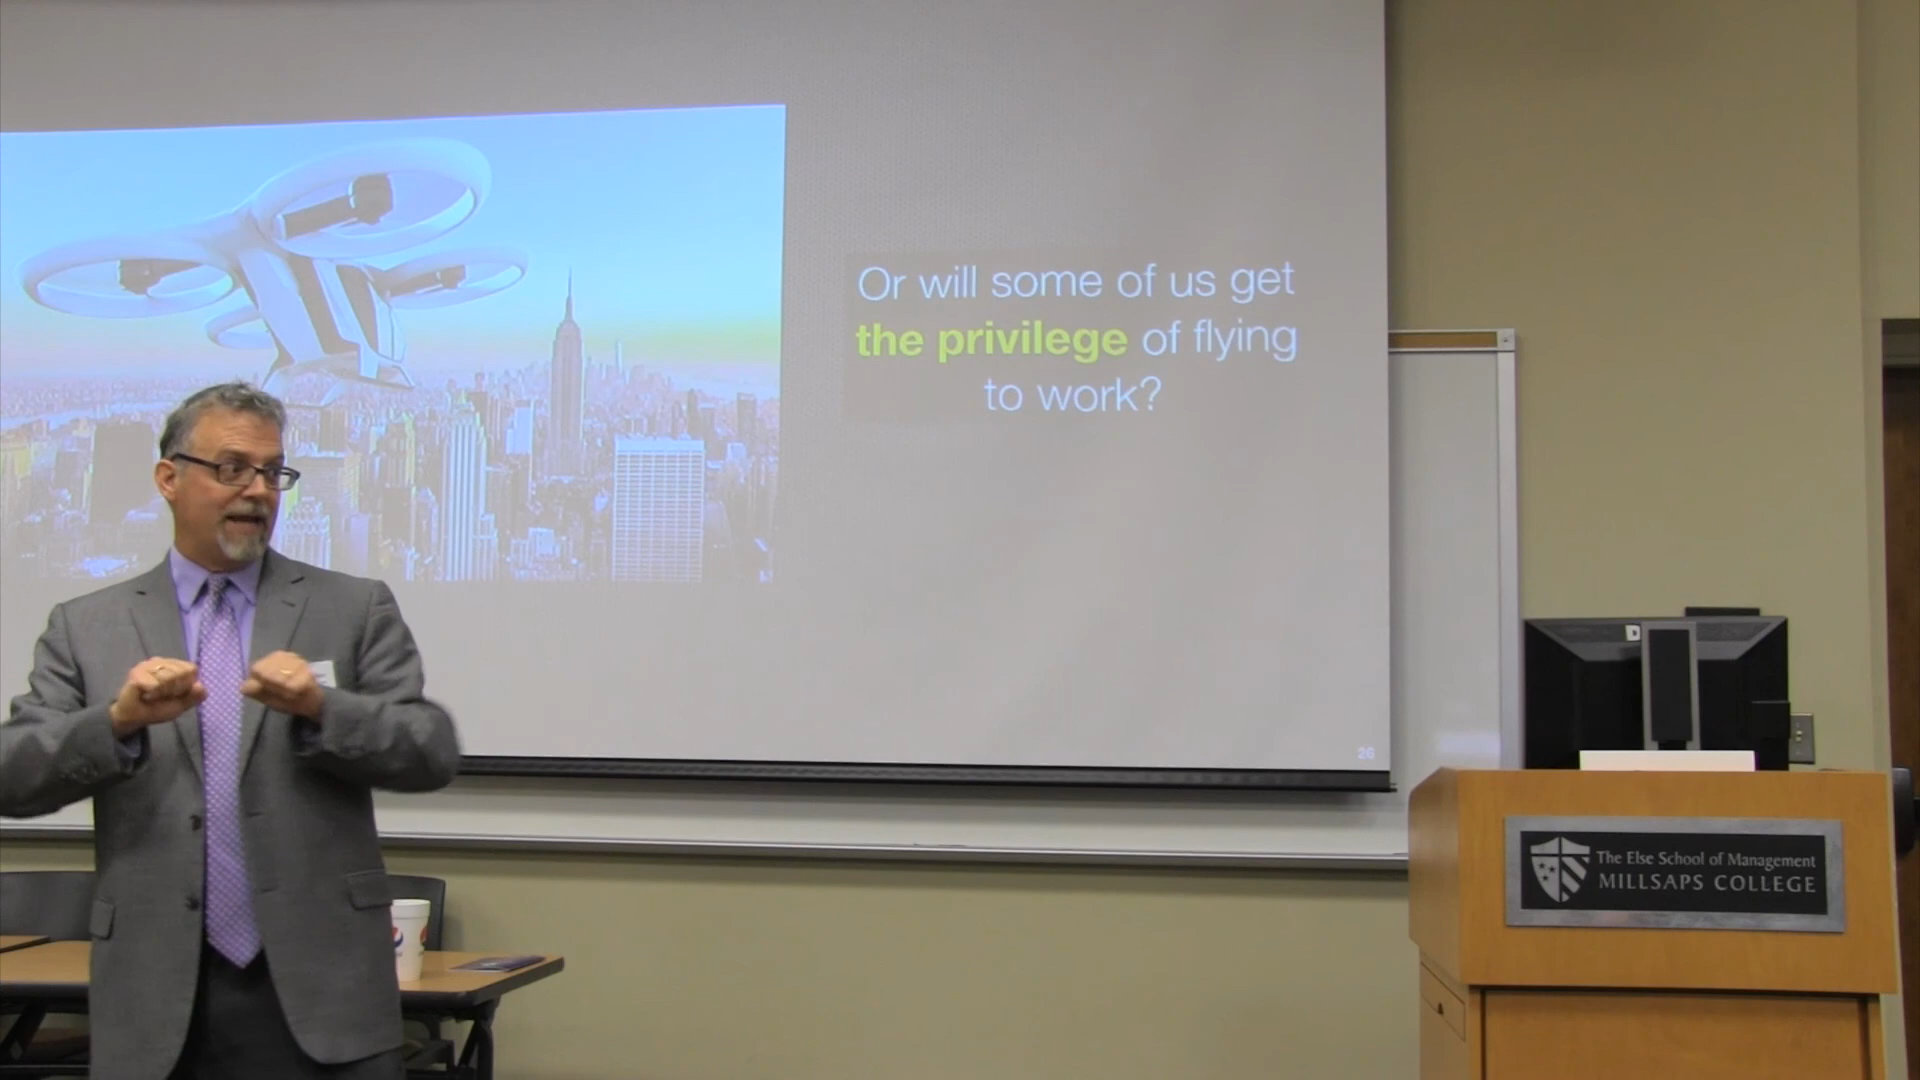 Or will some of us get
the privilege of flying
to work?
26
The Else School of Management
MILLSAPS COLLEGE